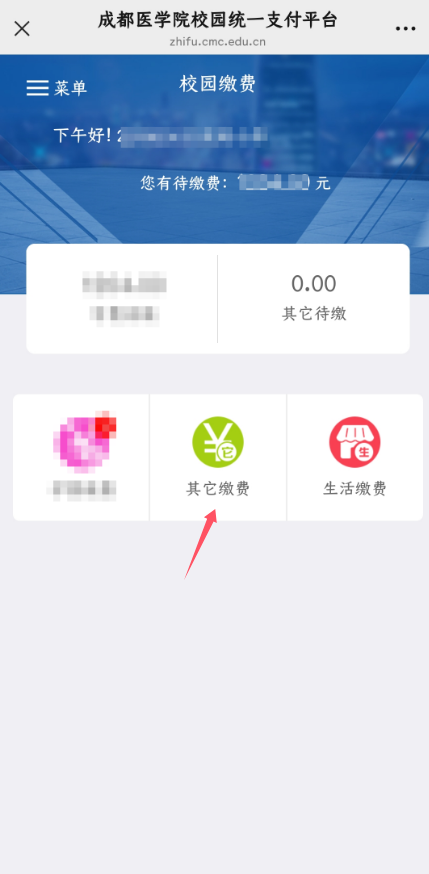 成都医学院校园统一支付平台
zhifu.cmc.edu.cn
菜单
校园缴费
下午好!
您有待缴费: 元
0.00
其它待缴
它
生
其它缴费
生活缴费